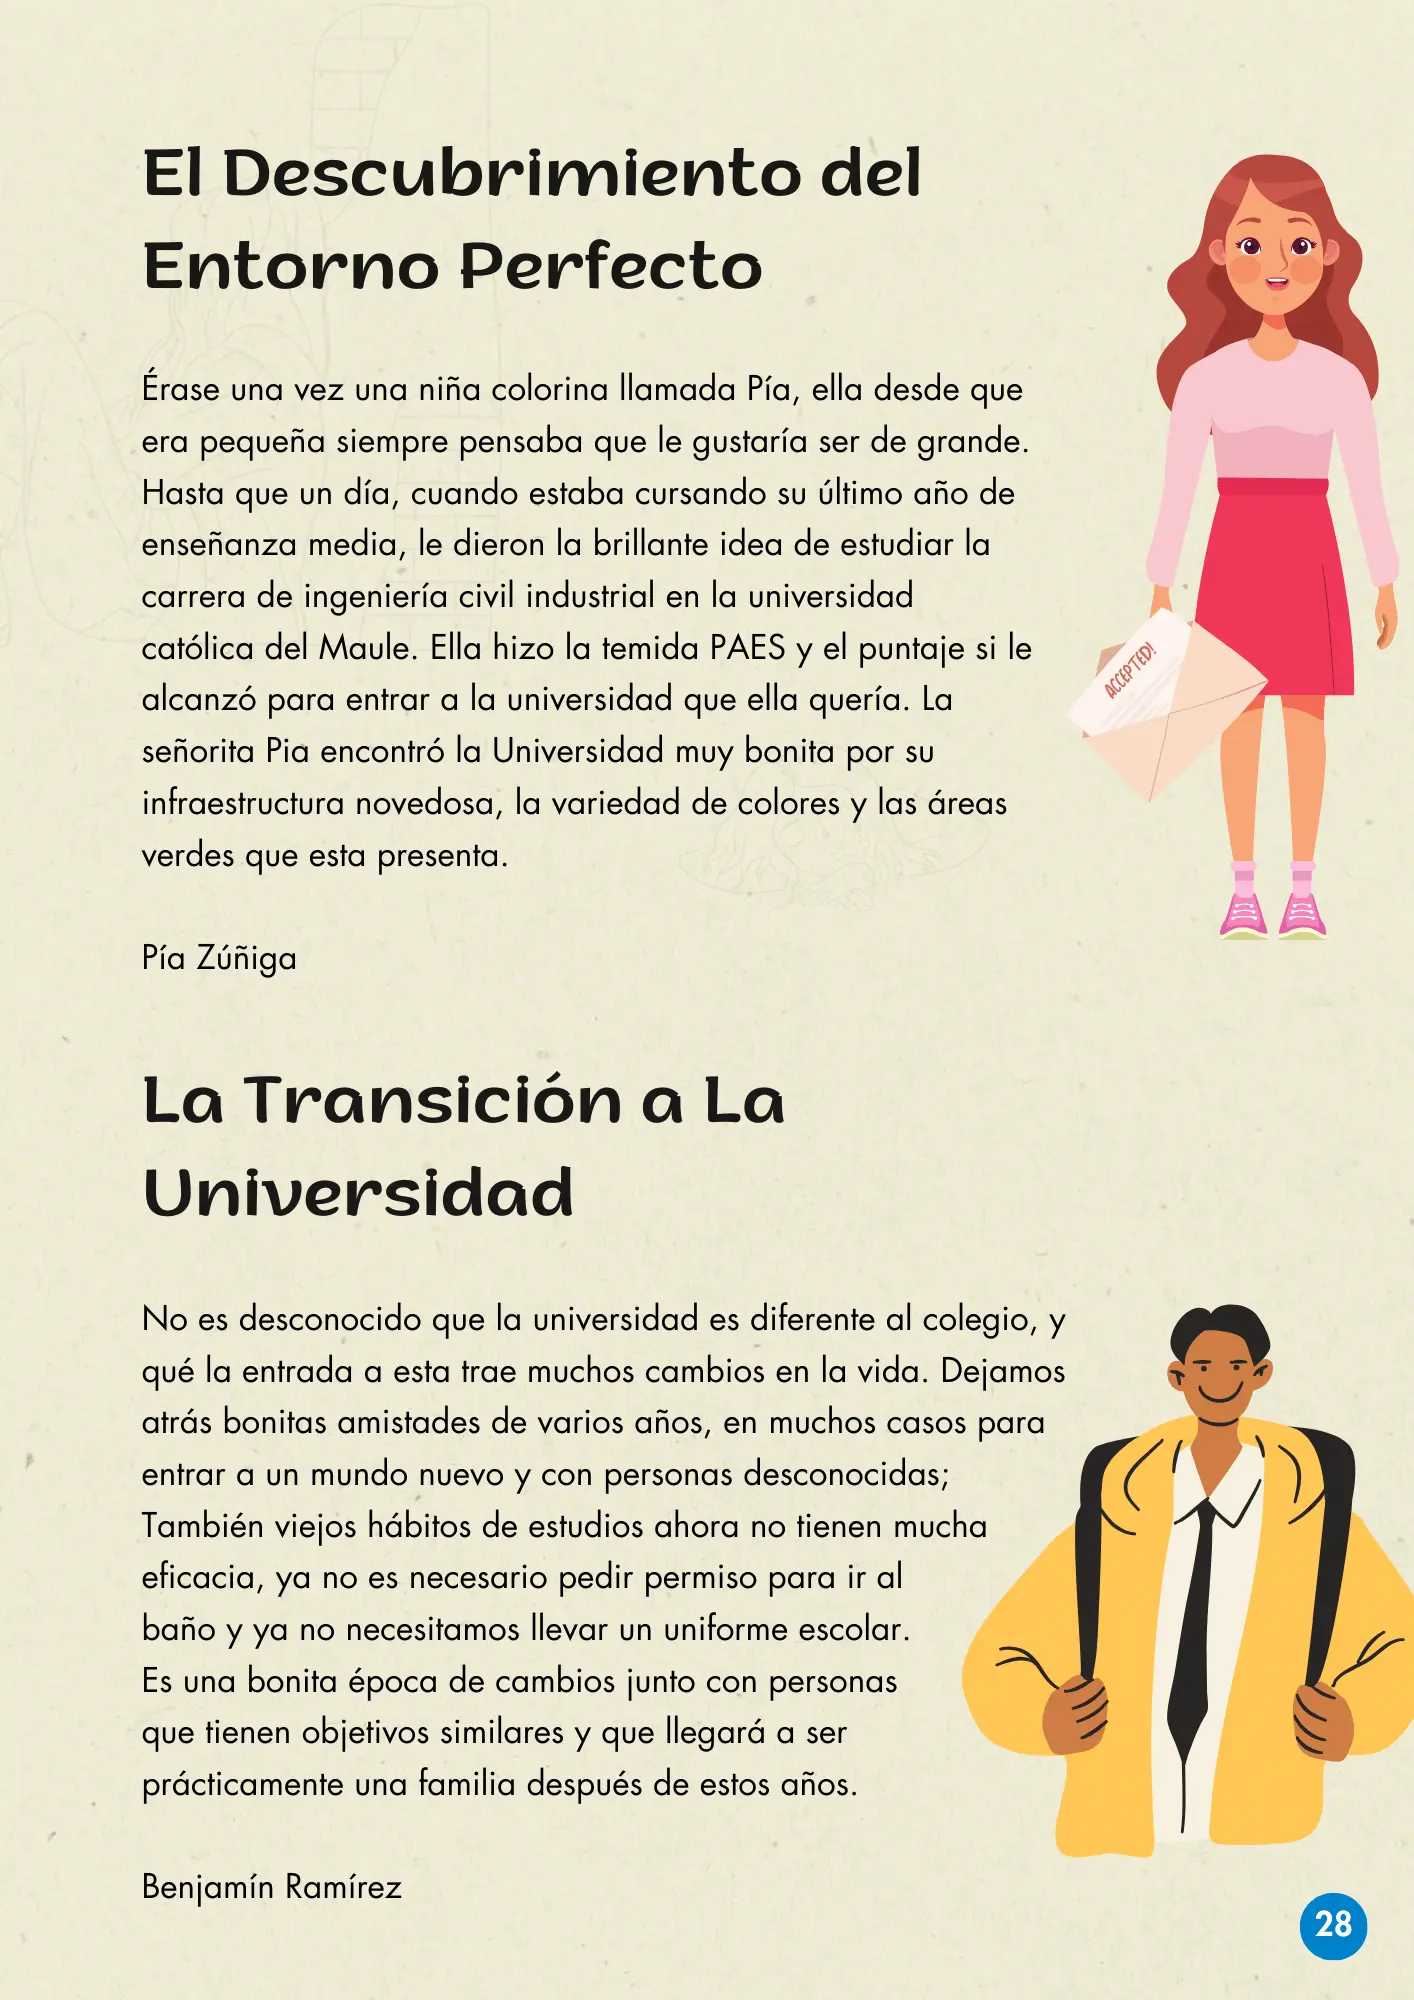 El Descubrimiento del
Entorno Perfecto
Érase una vez una niña colorina llamada Pía, ella desde que
era pequeña siempre pensaba que le gustaría ser de grande.
Hasta que un día, cuando estaba cursando su último año de
enseñanza media, le dieron la brillante idea de estudiar la
carrera de ingeniería civil industrial en la universidad
católica del Maule. Ella hizo la temida PAES y el puntaje si le
alcanzó para entrar a la universidad que ella quería. La
señorita Pia encontró la Universidad muy bonita por su
infraestructura novedosa, la variedad de colores y las áreas
verdes que esta presenta.
Pía Zúñiga
ACCEPTED!
La Transición a La
Universidad
No es desconocido que la universidad es diferente al colegio, y
qué la entrada a esta trae muchos cambios en la vida. Dejamos
atrás bonitas amistades de varios años, en muchos casos para
entrar a un mundo nuevo y con personas desconocidas;
También viejos hábitos de estudios ahora no tienen mucha
eficacia, ya no es necesario pedir permiso para ir al
baño y ya no necesitamos llevar un uniforme escolar.
Es una bonita época de cambios junto con personas
que tienen objetivos similares y que llegará a ser
prácticamente una familia después de estos años.
Benjamín Ramírez
28